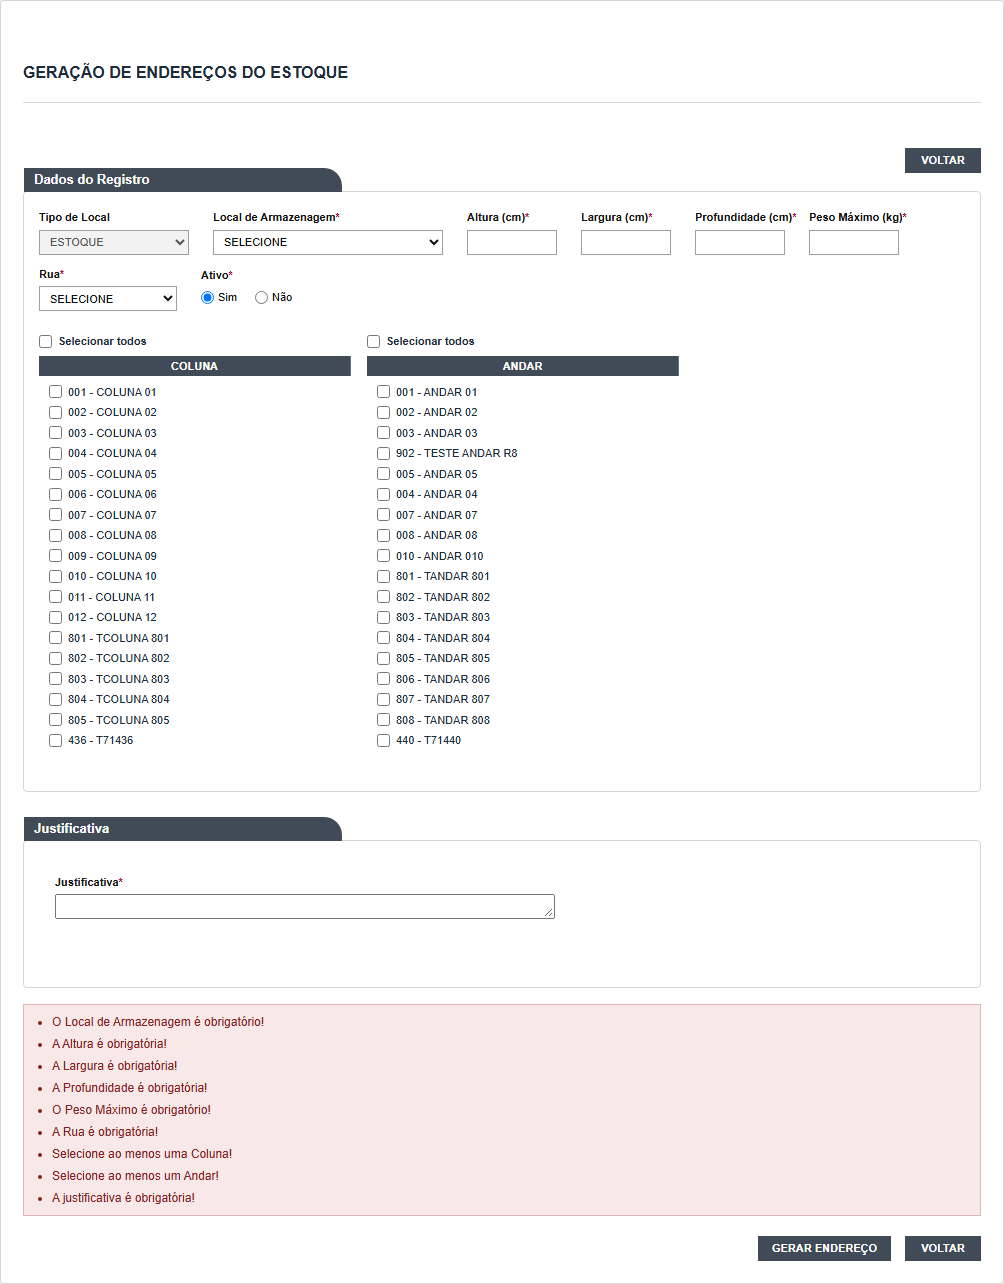 GERAÇÃO DE ENDEREÇOS DO ESTOQUE
VOLTAR
Dados do Registro
Tipo de Local Local de Armazenagem* Altura (cm)* Largura (cm)* Profundidade (cm)* Peso Máximo (kg)*
ESTOQUE SELECIONE
Rua* Ativo*
SELECIONE Sim Não
Selecionar todos Selecionar todos
COLUNA ANDAR
001 - COLUNA 01 001 - ANDAR 01
002 - COLUNA 02 002 - ANDAR 02
003 - COLUNA 03 003 - ANDAR 03
004 - COLUNA 04 902 - TESTE ANDAR R8
005 - COLUNA 05 005 - ANDAR 05
006 - COLUNA 06 004 - ANDAR 04
007 - COLUNA 07 007 - ANDAR 07
008 - COLUNA 08 008 - ANDAR 08
009 - COLUNA 09 010 - ANDAR 010
010 - COLUNA 10 801 - TANDAR 801
011 - COLUNA 11 802 - TANDAR 802
012 - COLUNA 12 803 - TANDAR 803
801 - TCOLUNA 801 804 - TANDAR 804
802 - TCOLUNA 802 805 - TANDAR 805
803 - TCOLUNA 803 806 - TANDAR 806
804 - TCOLUNA 804 807 - TANDAR 807
805 - TCOLUNA 805 808 - TANDAR 808
436 - T71436 440 - T71440
Justificativa
Justificativa*
O Local de Armazenagem é obrigatório!
A Altura é obrigatória!
A Largura é obrigatória!
A Profundidade é obrigatória!
O Peso Máximo é obrigatório!
A Rua é obrigatória!
Selecione ao menos uma Coluna!
Selecione ao menos um Andar!
A justificativa é obrigatória!
GERAR ENDEREÇO VOLTAR